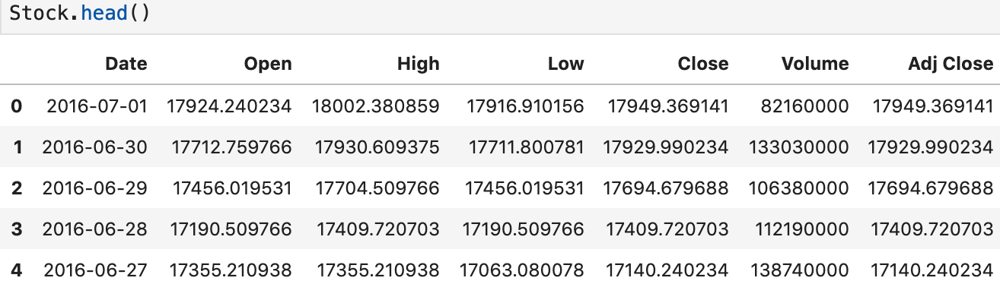 Stock.head()
Date Open High Low Close Volume Adj Close
0 2016-07-01 17924.240234 18002.380859 17916.910156 17949.369141 82160000 17949.369141
1 2016-06-30 17712.759766 17930.609375 17711.800781 17929.990234 133030000 17929.990234
2 2016-06-29 17456.019531 17704.509766 17456.019531 17694.679688 106380000 17694.679688
3 2016-06-28 17190.509766 17409.720703 17190.509766 17409.720703 112190000 17409.720703
4 2016-06-27 17355.210938 17355.210938 17063.080078 17140.240234 138740000 17140.240234